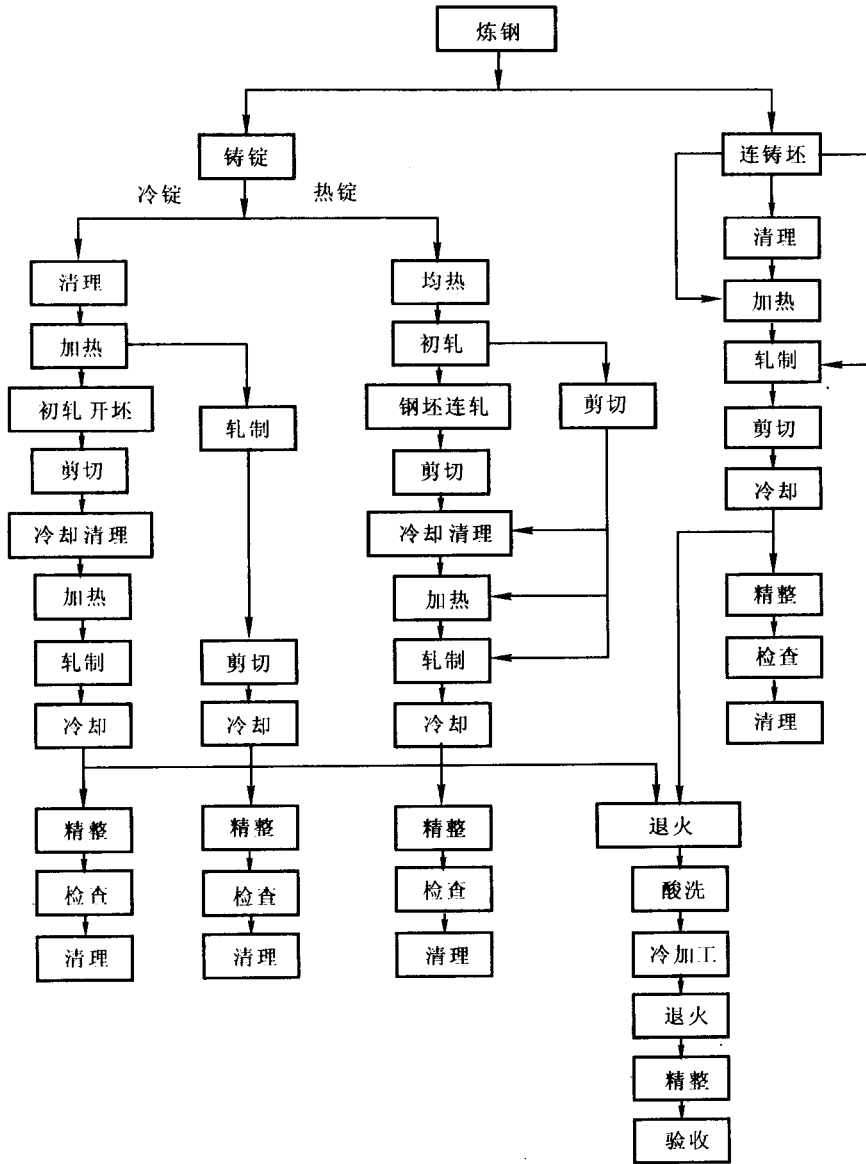 炼钢
铸锭
连铸坯
冷锭
热锭
清理
均热
清理
加热
初轧
加热
初轧开坯
轧制
钢坯连轧
剪切
轧制
剪切
剪切
剪切
冷却清理
冷却清理
冷却
加热
加热
精整
轧制
剪切
轧制
检查
冷却
冷却
冷却
清理
精整
精整
精整
退火
检查
检查
检查
酸洗
清理
清理
清理
冷加工
退火
精整
验收